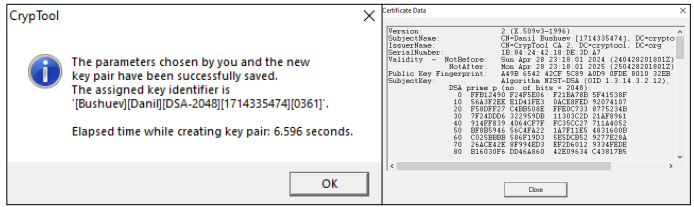 CrypTool
The parameters chosen by you and the new
key pair have been successfully saved.
The assigned key identifier is
'[Bushuev][Danil][DSA-2048][1714335474][0361]'.
Elapsed time while creating key pair: 6.596 seconds.
OK
Certificate Data
Version: 2 (X.509v3-1996)
SubjectName: CN=Danil Bushuev [1714335474], DC=crypto
IssuerName: CN=CrypTool CA 2, DC=cryptool, DC=org
SerialNumber: 1B:84:24:42:18:DE:3D:A7
Validity - NotBefore: Sun Apr 28 23:18:01 2024 (240428201801Z)
NotAfter: Mon Apr 28 23:18:01 2025 (250428201801Z)
Public Key Fingerprint: A49B 6542 42CF 5C89 A0D9 0FDE 8010 32EB
SubjectKey: Algorithm NIST-DSA (OID 1.3.14.3.2.12),
DSA prime p (no. of bits = 2048):
0 FFB12490 F24F5E06 F21BA78B 5F41538F
10 56A3F2EE E1D41FE3 0ACE8FED 92074107
20 F58DFF27 C4BB508E FFE0C733 8775234B
30 7F24DDD6 322959DB 11303C2D 21AF8961
40 914FF839 4064CF7F FC35CC27 711A4052
50 BF8B5946 56C4FA22 1A7F11E5 4831600B
60 C025BBBB 586F19D3 5E5DCB52 9277E28A
70 26ACE42E 8F994ED3 EF2D6012 9334FEDE
80 B16030F6 DD46A860 42E09634 C43817B5
Close